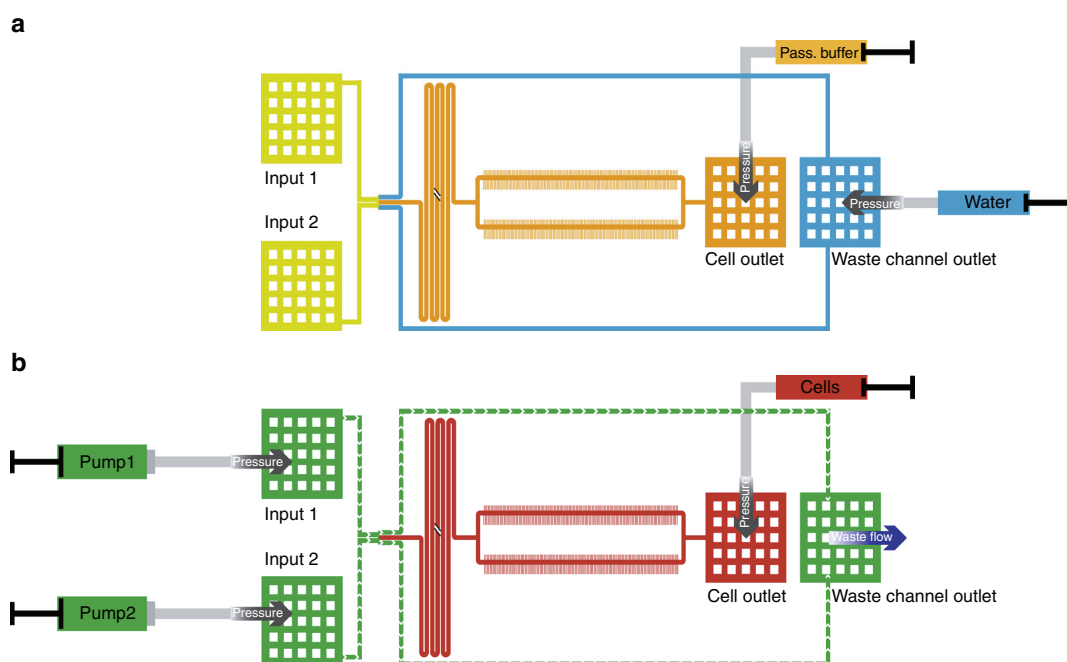 a
Pass. buffer
Pressure
Input 1
Input 2
Pressure
Water
Cell outlet
Waste channel outlet
b
Cells
Pump1
Pressure
Pressure
Input 1
Input 2
Waste flow
Pump2
Pressure
Cell outlet
Waste channel outlet